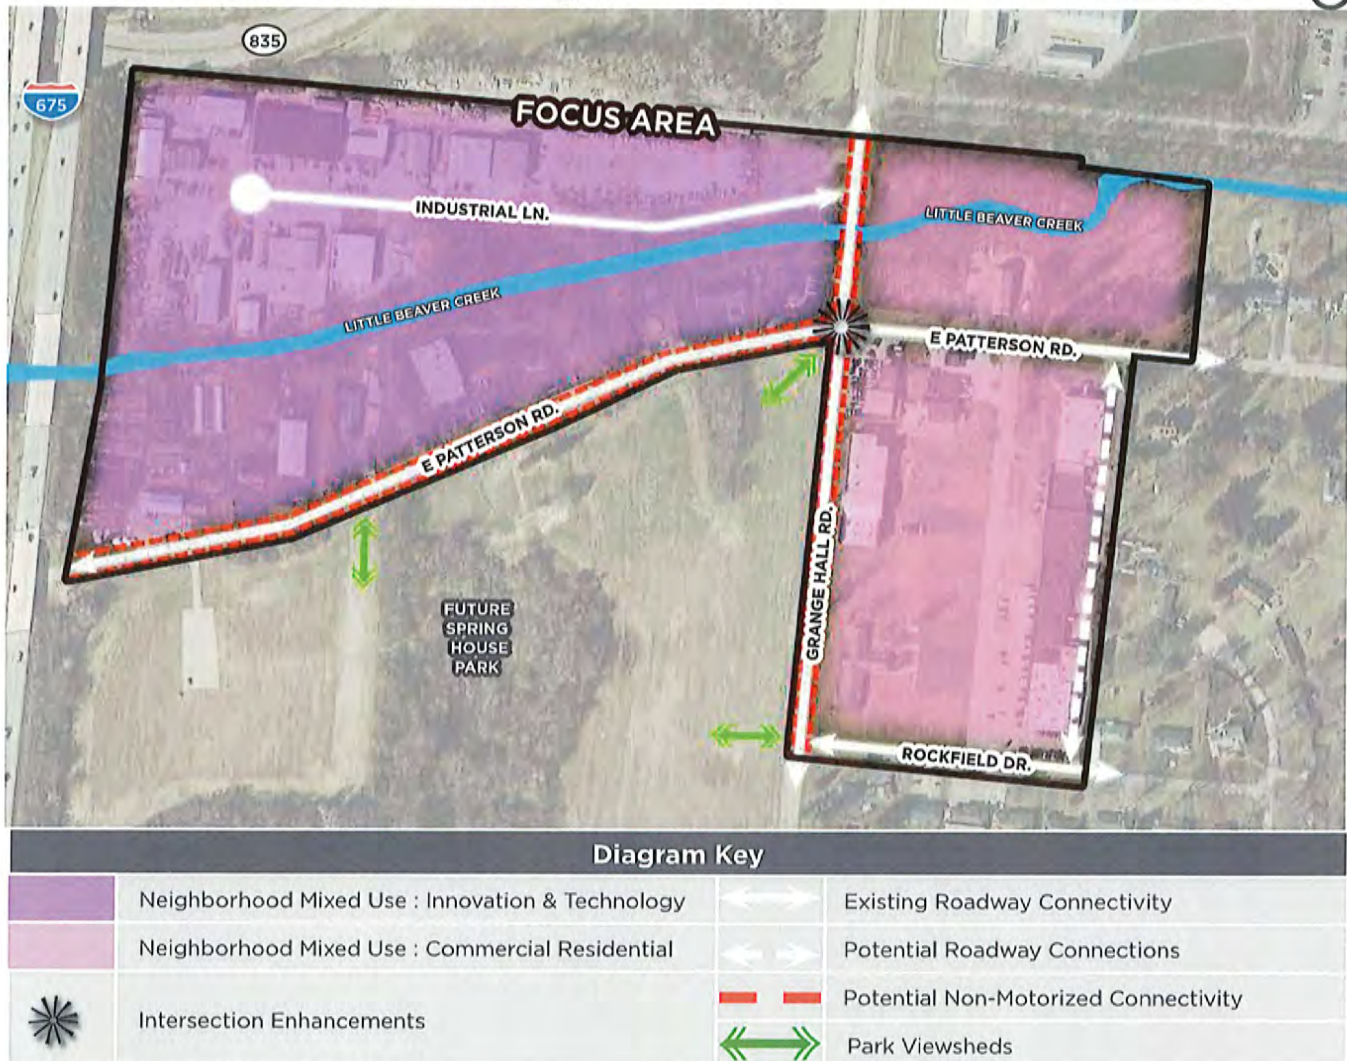 835
675
FOCUS AREA
INDUSTRIAL LN.
LITTLE BEAVER CREEK
LITTLE BEAVER CREEK
E PATTERSON RD.
E PATTERSON RD.
GRANGE HALL RD.
FUTURE
SPRING
HOUSE
PARK
ROCKFIELD DR.
Diagram Key
Neighborhood Mixed Use : Innovation & Technology
Existing Roadway Connectivity
Neighborhood Mixed Use : Commercial Residential
Potential Roadway Connections
Intersection Enhancements
Potential Non-Motorized Connectivity
Park Viewsheds